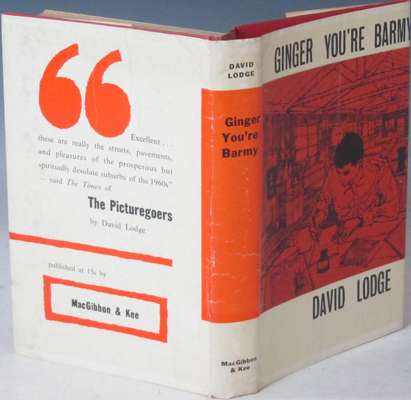 “
Excellent . . .
these are really the streets, pavements,
and pleasures of the prosperous but
spiritually desolate suburbs of the 1960s”
— said The Times of
The Picturegoers
by David Lodge
published at 15s by
MacGibbon & Kee
DAVID
LODGE
Ginger
You're
Barmy
MacGibbon
& Kee
GINGER YOU'RE BARMY
DAVID LODGE